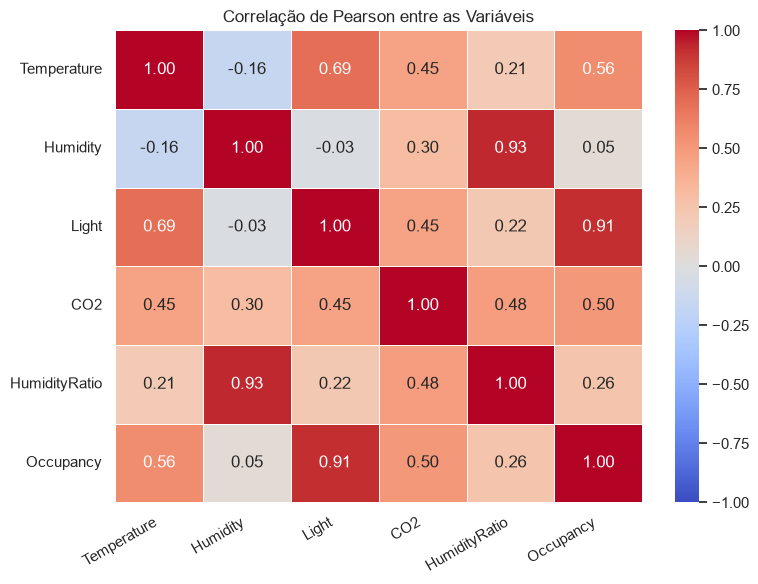 Correlação de Pearson entre as Variáveis
Temperature 1.00 -0.16 0.69 0.45 0.21 0.56
Humidity -0.16 1.00 -0.03 0.30 0.93 0.05
Light 0.69 -0.03 1.00 0.45 0.22 0.91
CO2 0.45 0.30 0.45 1.00 0.48 0.50
HumidityRatio 0.21 0.93 0.22 0.48 1.00 0.26
Occupancy 0.56 0.05 0.91 0.50 0.26 1.00
Temperature Humidity Light CO2 HumidityRatio Occupancy
1.00
0.75
0.50
0.25
0.00
−0.25
−0.50
−0.75
−1.00